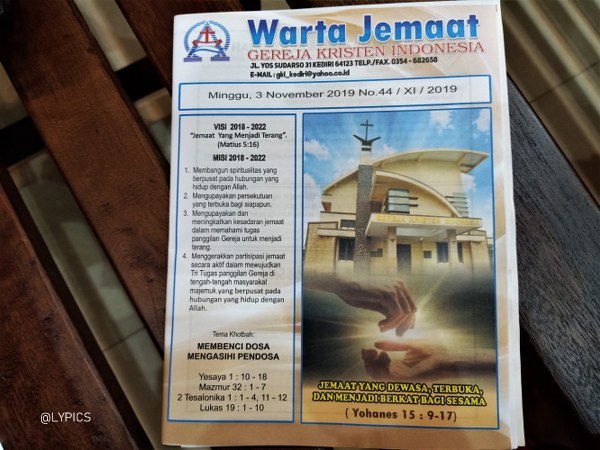 Warta Jemaat
GEREJA KRISTEN INDONESIA
JL. YOS SUDARSO 31 KEDIRI 64123 TELP./FAX. 0354 - 682658
E-MAIL : gki_kediri@yahoo.co.id
Minggu, 3 November 2019 No.44 / XI / 2019
VISI 2018 - 2022
"Jemaat Yang Menjadi Terang".
(Matius 5:16)
MISI 2018 - 2022
1. Membangun spiritualitas yang
berpusat pada hubungan yang
hidup dengan Allah.
2. Mengupayakan persekutuan
yang terbuka bagi siapapun.
3. Mengupayakan dan
meningkatkan kesadaran jemaat
dalam memahami tugas
panggilan Gereja untuk menjadi
terang.
4. Menggerakkan partisipasi jemaat
secara aktif dalam mewujudkan
Tri Tugas panggilan Gereja di
tengah-tengah masyarakat
majemuk.yang berpusat pada
hubungan yang hidup dengan
Allah.
Tema Khotbah:
MEMBENCI DOSA
MENGASIHI PENDOSA
Yesaya 1 : 10 - 18
Mazmur 32 : 1 - 7
2 Tesalonika 1 : 1 - 4, 11 - 12
Lukas 19 : 1 - 10
GEREJA KRISTEN INDONESIA
JEMAAT YANG DEWASA, TERBUKA,
DAN MENJADI BERKAT BAGI SESAMA
( Yohanes 15 : 9-17)
@LYPICS